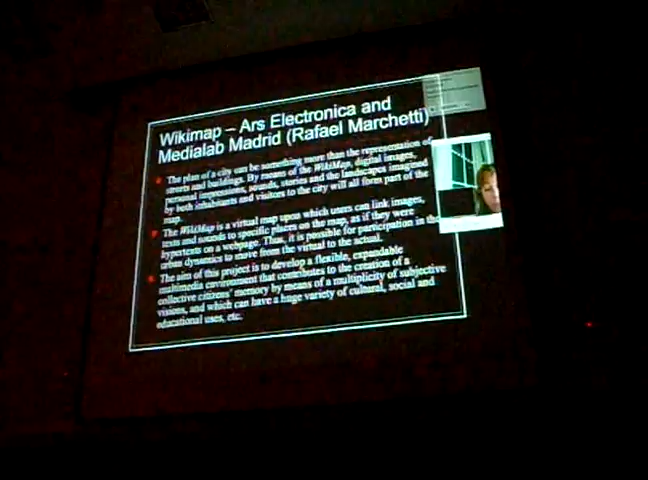 Wikimap – Ars Electronica and
Medialab Madrid (Rafael Marchetti)
The plan of a city can be something more than the representation of
streets and buildings. By means of the WikiMap, digital images,
personal impressions, sounds, stories and the landscapes imagined
by both inhabitants and visitors to the city will all form part of the
map.
The WikiMap is a virtual map upon which users can link images,
texts and sounds to specific places on the map, as if they were
hypertexts on a webpage. Thus, it is possible for participation in the
urban dynamics to move from the virtual to the actual.
The aim of this project is to develop a flexible, expandable
multimedia environment that contributes to the creation of a
collective citizens' memory by means of a multiplicity of subjective
visions, and which can have a huge variety of cultural, social and
educational uses, etc.